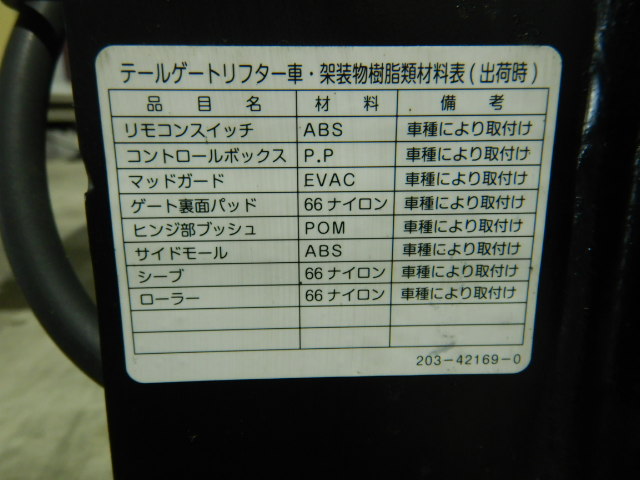 テールゲートリフター車・架装物樹脂類材料表(出荷時)
品目名 材料 備考
リモコンスイッチ ABS 車種により取付け
コントロールボックス P.P 車種により取付け
マッドガード EVAC 車種により取付け
ゲート裏面パッド 66ナイロン 車種により取付け
ヒンジ部ブッシュ POM 車種により取付け
サイドモール ABS 車種により取付け
シーブ 66ナイロン 車種により取付け
ローラー 66ナイロン 車種により取付け
203-42169-0